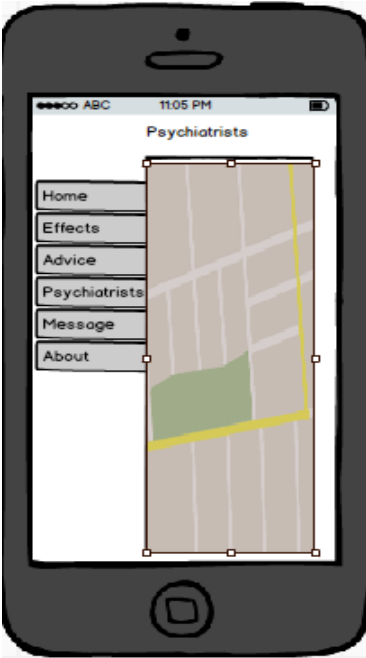 ABC 11:05 PM
Psychiatrists
Home
Effects
Advice
Psychiatrists
Message
About